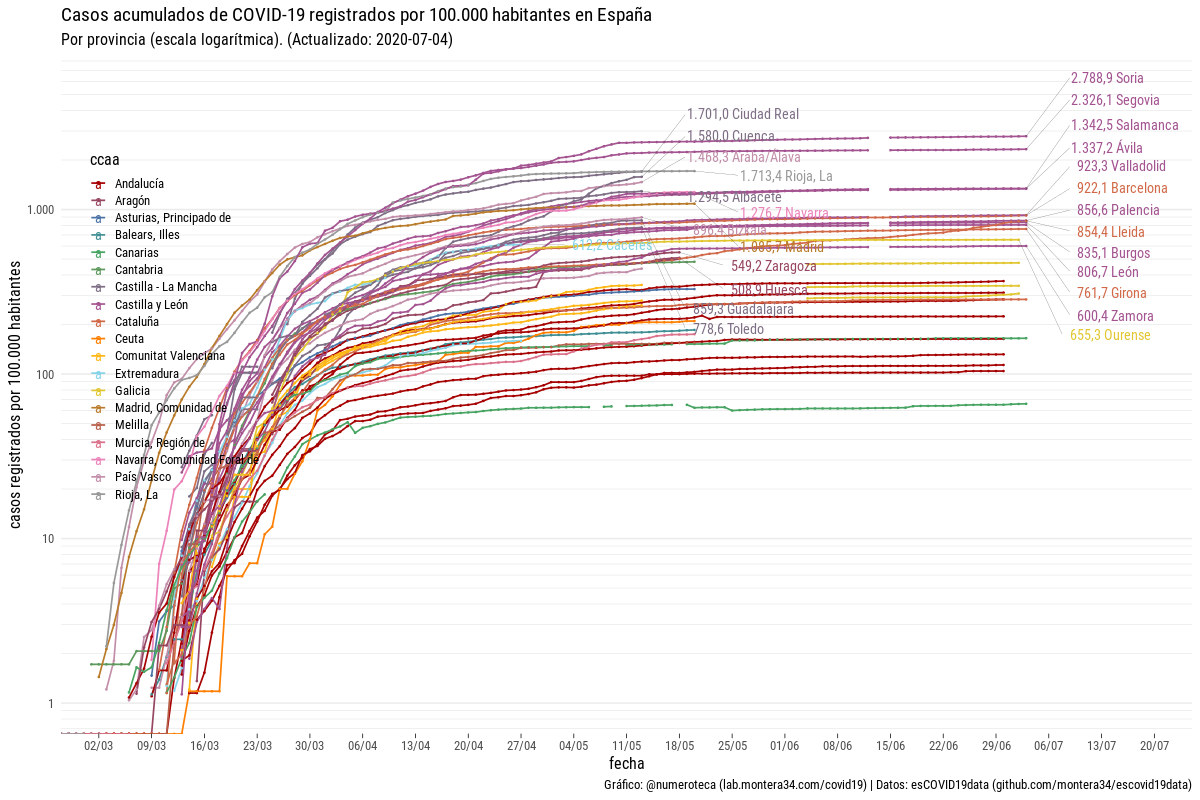 Casos acumulados de COVID-19 registrados por 100.000 habitantes en España
Por provincia (escala logarítmica). (Actualizado: 2020-07-04)
casos registrados por 100.000 habitantes
1.000
100
10
1
ccaa
Andalucía
Aragón
Asturias, Principado de
Balears, Illes
Canarias
Cantabria
Castilla - La Mancha
Castilla y León
Cataluña
Ceuta
Comunitat Valenciana
Extremadura
Galicia
Madrid, Comunidad de
Melilla
Murcia, Región de
Navarra, Comunidad Foral de
País Vasco
Rioja, La
1.701,0 Ciudad Real
1.580,0 Cuenca
1.468,3 Araba/Álava
1.713,4 Rioja, La
1.294,5 Albacete
1.276,7 Navarra
Bizkaia
612,2 Cáceres
Madrid
549,2 Zaragoza
508,9 Huesca
859,3 Guadalajara
778,6 Toledo
2.788,9 Soria
2.326,1 Segovia
1.342,5 Salamanca
1.337,2 Ávila
923,3 Valladolid
922,1 Barcelona
856,6 Palencia
854,4 Lleida
835,1 Burgos
806,7 León
761,7 Girona
600,4 Zamora
655,3 Ourense
02/03 09/03 16/03 23/03 30/03 06/04 13/04 20/04 27/04 04/05 11/05 18/05 25/05 01/06 08/06 15/06 22/06 29/06 06/07 13/07 20/07
fecha
Gráfico: @numeroteca (lab.montera34.com/covid19) | Datos: esCOVID19data (github.com/montera34/escovid19data)